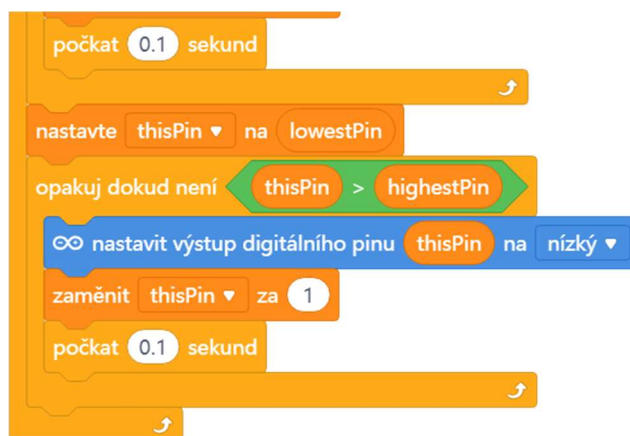 počkat 0.1 sekund
nastavte thisPin na lowestPin
opakuj dokud není thisPin > highestPin
nastavit výstup digitálního pinu thisPin na nízký
zaměnit thisPin za 1
počkat 0.1 sekund